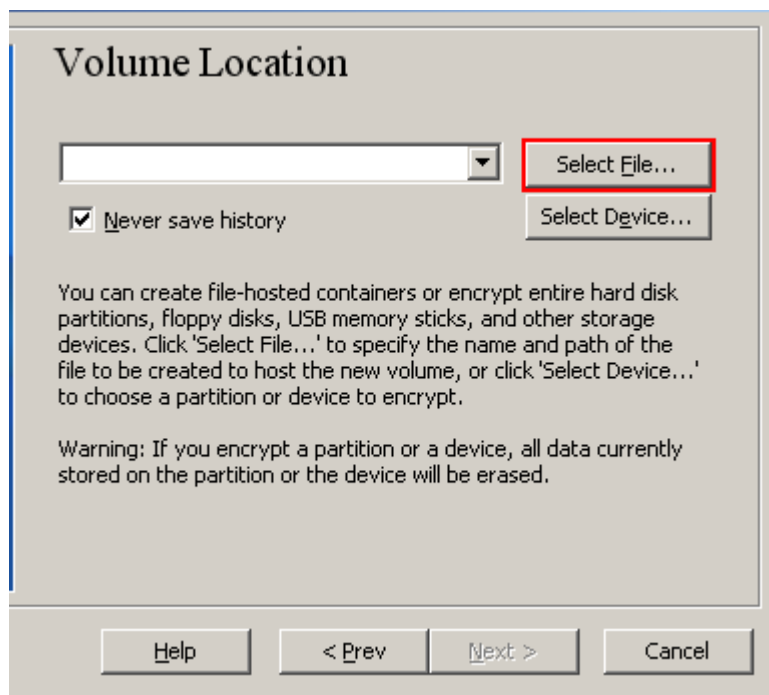 Volume Location
Select File...
Never save history
Select Device...
You can create file-hosted containers or encrypt entire hard disk
partitions, floppy disks, USB memory sticks, and other storage
devices. Click 'Select File...' to specify the name and path of the
file to be created to host the new volume, or click 'Select Device...'
to choose a partition or device to encrypt.
Warning: If you encrypt a partition or a device, all data currently
stored on the partition or the device will be erased.
Help < Prev Next > Cancel